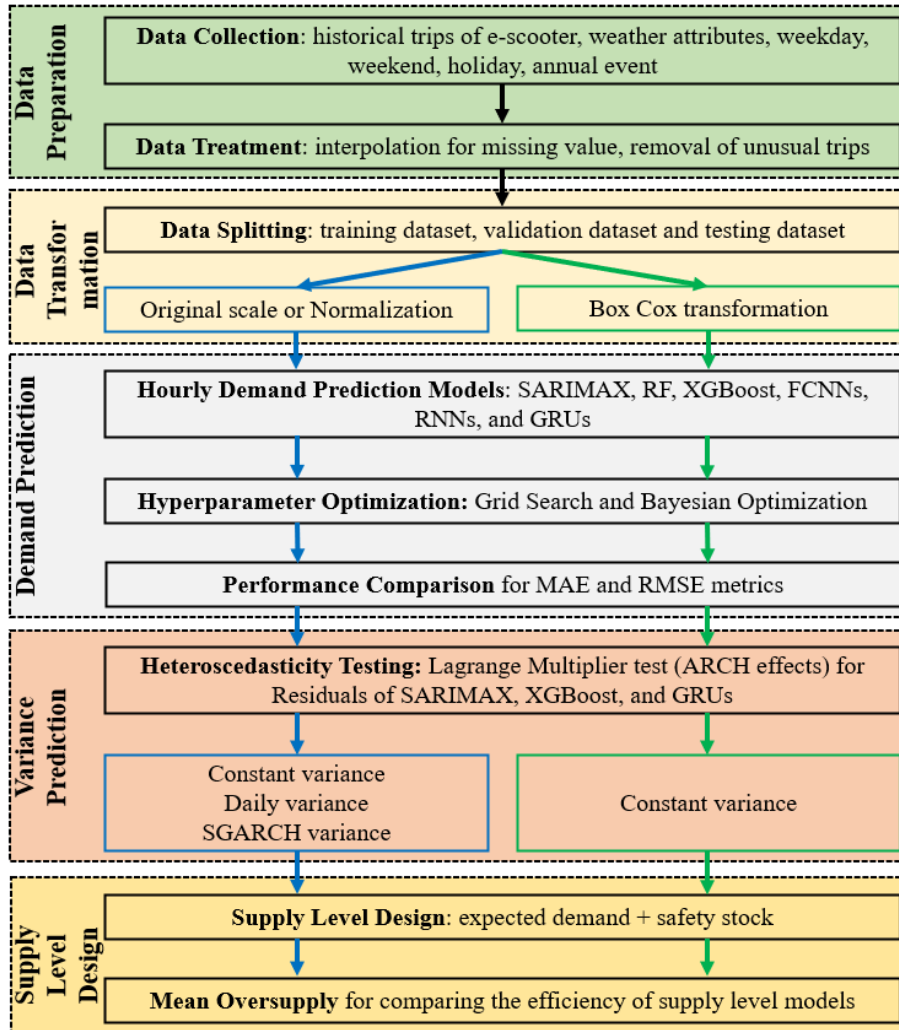 Data
Preparation
Data Collection: historical trips of e-scooter, weather attributes, weekday,
weekend, holiday, annual event
Data Treatment: interpolation for missing value, removal of unusual trips
Data
Transfor
mation
Data Splitting: training dataset, validation dataset and testing dataset
Original scale or Normalization
Box Cox transformation
Demand Prediction
Hourly Demand Prediction Models: SARIMAX, RF, XGBoost, FCNNs,
RNNs, and GRUs
Hyperparameter Optimization: Grid Search and Bayesian Optimization
Performance Comparison for MAE and RMSE metrics
Variance
Prediction
Heteroscedasticity Testing: Lagrange Multiplier test (ARCH effects) for
Residuals of SARIMAX, XGBoost, and GRUs
Constant variance
Daily variance
SGARCH variance
Constant variance
Supply
Level
Design
Supply Level Design: expected demand + safety stock
Mean Oversupply for comparing the efficiency of supply level models